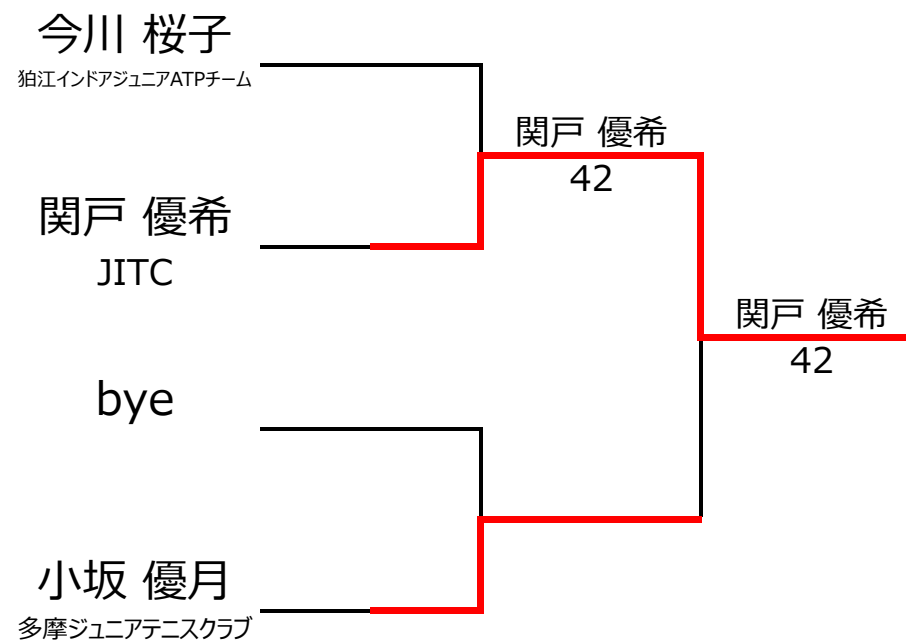 今川 桜子
狛江インドアジュニアATPチーム
関戸 優希
42
関戸 優希
JITC
関戸 優希
42
bye
小坂 優月
多摩ジュニアテニスクラブ